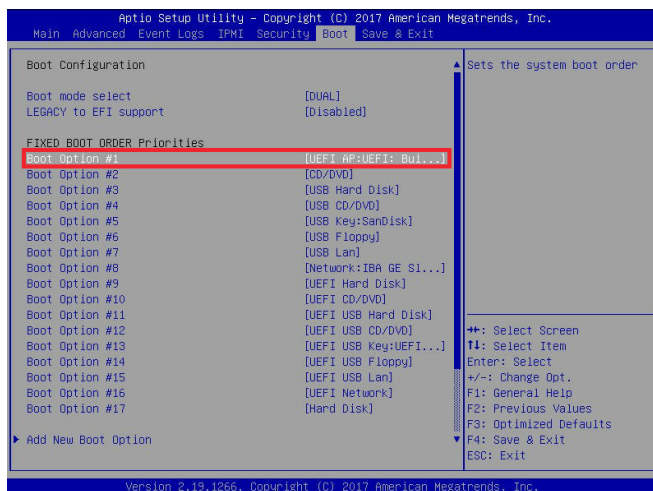 Aptio Setup Utility – Copyright (C) 2017 American Megatrends, Inc.
Main Advanced Event Logs IPMI Security Boot Save & Exit
Boot Configuration
Boot mode select [DUAL]
LEGACY to EFI support [Disabled]
FIXED BOOT ORDER Priorities
Boot Option #1 [UEFI AP:UEFI: Bui...]
Boot Option #2 [CD/DVD]
Boot Option #3 [USB Hard Disk]
Boot Option #4 [USB CD/DVD]
Boot Option #5 [USB Key:SanDisk]
Boot Option #6 [USB Floppy]
Boot Option #7 [USB Lan]
Boot Option #8 [Network:IBA GE Sl...]
Boot Option #9 [UEFI Hard Disk]
Boot Option #10 [UEFI CD/DVD]
Boot Option #11 [UEFI USB Hard Disk]
Boot Option #12 [UEFI USB CD/DVD]
Boot Option #13 [UEFI USB Key:UEFI...]
Boot Option #14 [UEFI USB Floppy]
Boot Option #15 [UEFI USB Lan]
Boot Option #16 [UEFI Network]
Boot Option #17 [Hard Disk]
▶ Add New Boot Option
Sets the system boot order
→←: Select Screen
↑↓: Select Item
Enter: Select
+/-: Change Opt.
F1: General Help
F2: Previous Values
F3: Optimized Defaults
F4: Save & Exit
ESC: Exit
Version 2.19.1266. Copyright (C) 2017 American Megatrends, Inc.